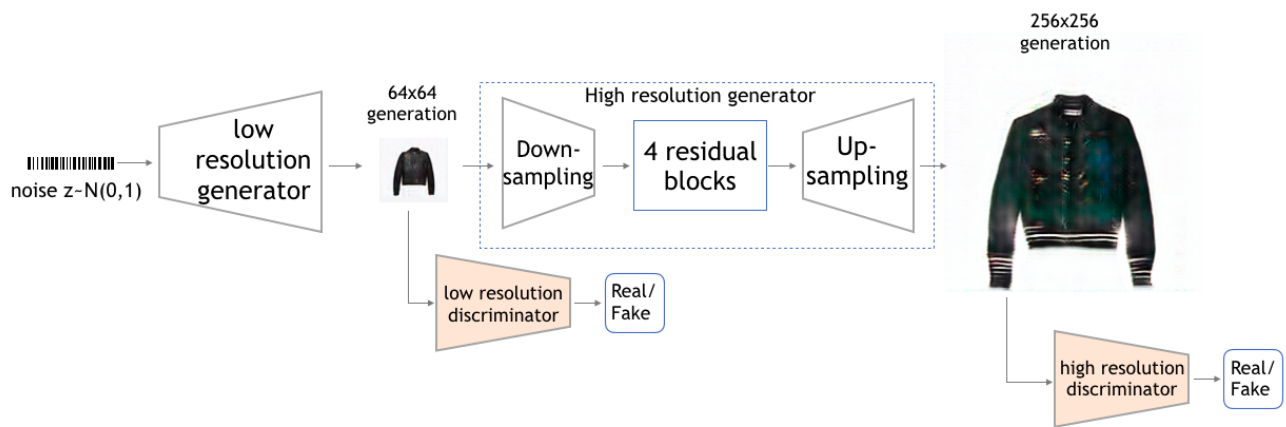 256x256
generation
64x64
generation
High resolution generator
low
resolution
generator
Down-
sampling
4 residual
blocks
Up-
sampling
noise z~N(0,1)
low resolution
discriminator
Real/
Fake
high resolution
discriminator
Real/
Fake